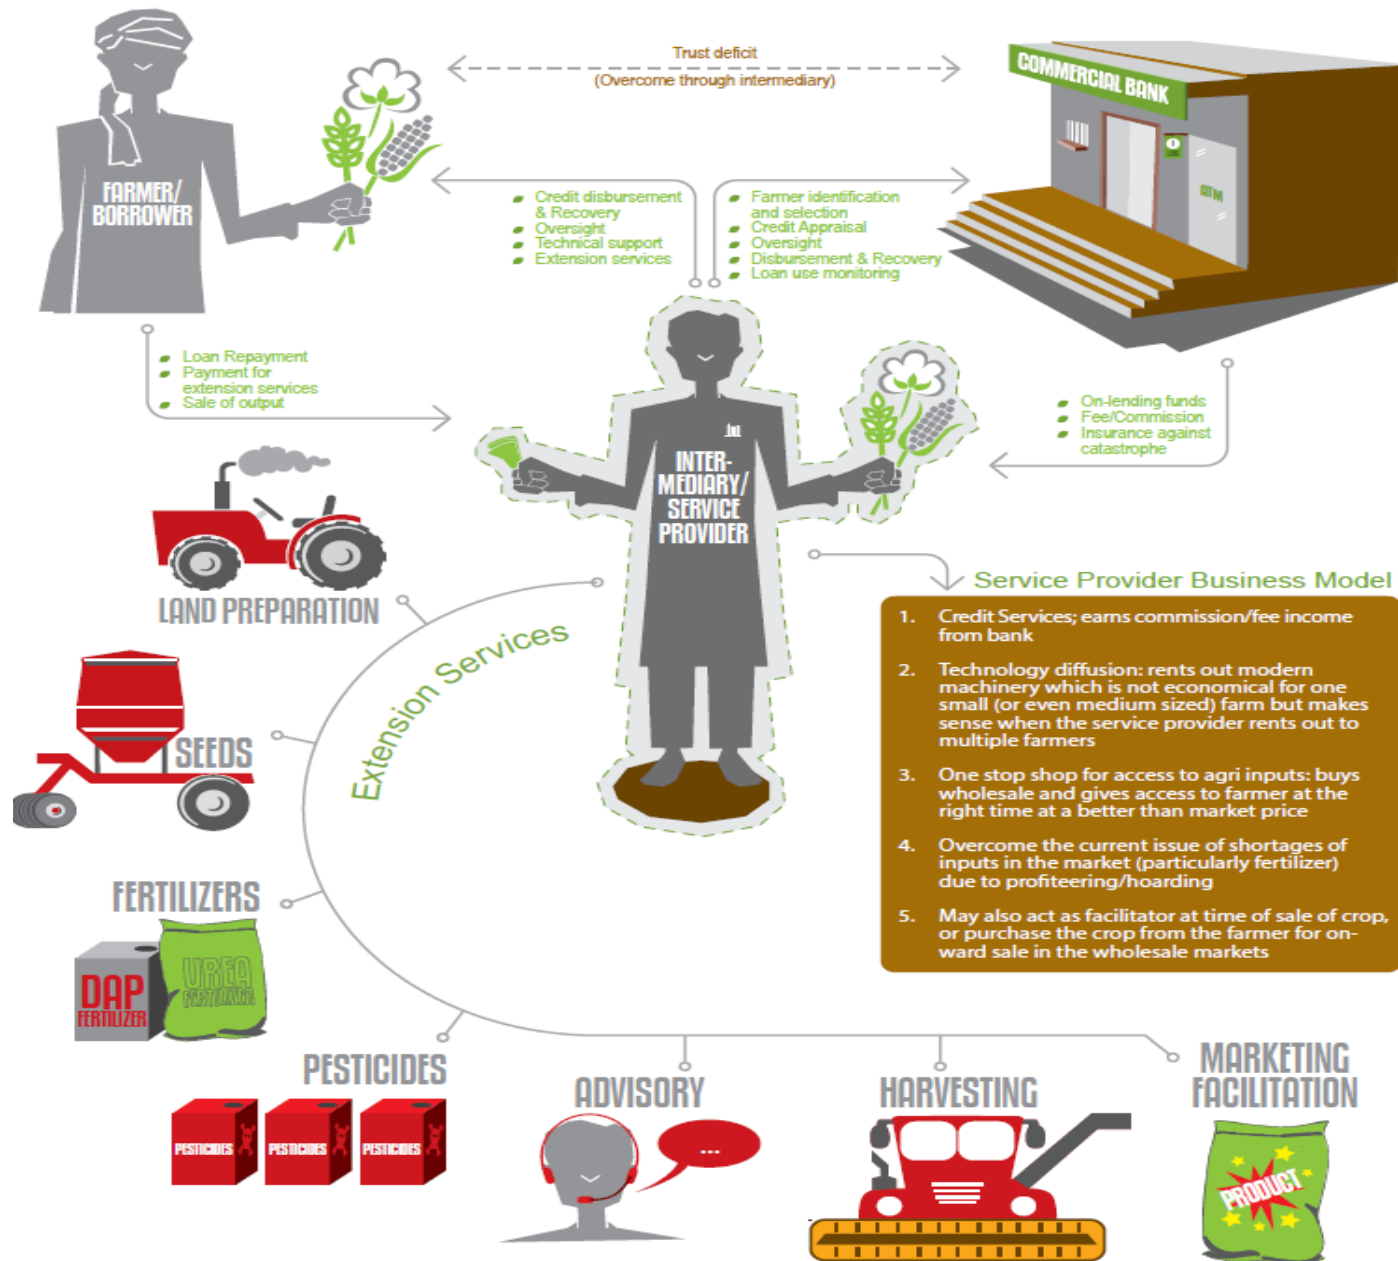 Trust deficit
(Overcome through intermediary)
COMMERCIAL BANK
ATM
FARMER/
BORROWER
Credit disbursement
& Recovery
Oversight
Technical support
Extension services
Farmer identification
and selection
Credit Appraisal
Oversight
Disbursement & Recovery
Loan use monitoring
Loan Repayment
Payment for
extension services
Sale of output
On-lending funds
Fee/Commission
Insurance against
catastrophe
INTER-
MEDIARY/
SERVICE
PROVIDER
Service Provider Business Model
1. Credit Services; earns commission/fee income
from bank
2. Technology diffusion: rents out modern
machinery which is not economical for one
small (or even medium sized) farm but makes
sense when the service provider rents out to
multiple farmers
3. One stop shop for access to agri inputs: buys
wholesale and gives access to farmer at the
right time at a better than market price
4. Overcome the current issue of shortages of
inputs in the market (particularly fertilizer)
due to profiteering/hoarding
5. May also act as facilitator at time of sale of crop,
or purchase the crop from the farmer for on-
ward sale in the wholesale markets
Extension Services
LAND PREPARATION
SEEDS
FERTILIZERS
DAP
FERTILIZER
UREA
FERTILIZER
PESTICIDES
PESTICIDES
PESTICIDES
PESTICIDES
ADVISORY
...
HARVESTING
MARKETING
FACILITATION
PRODUCT